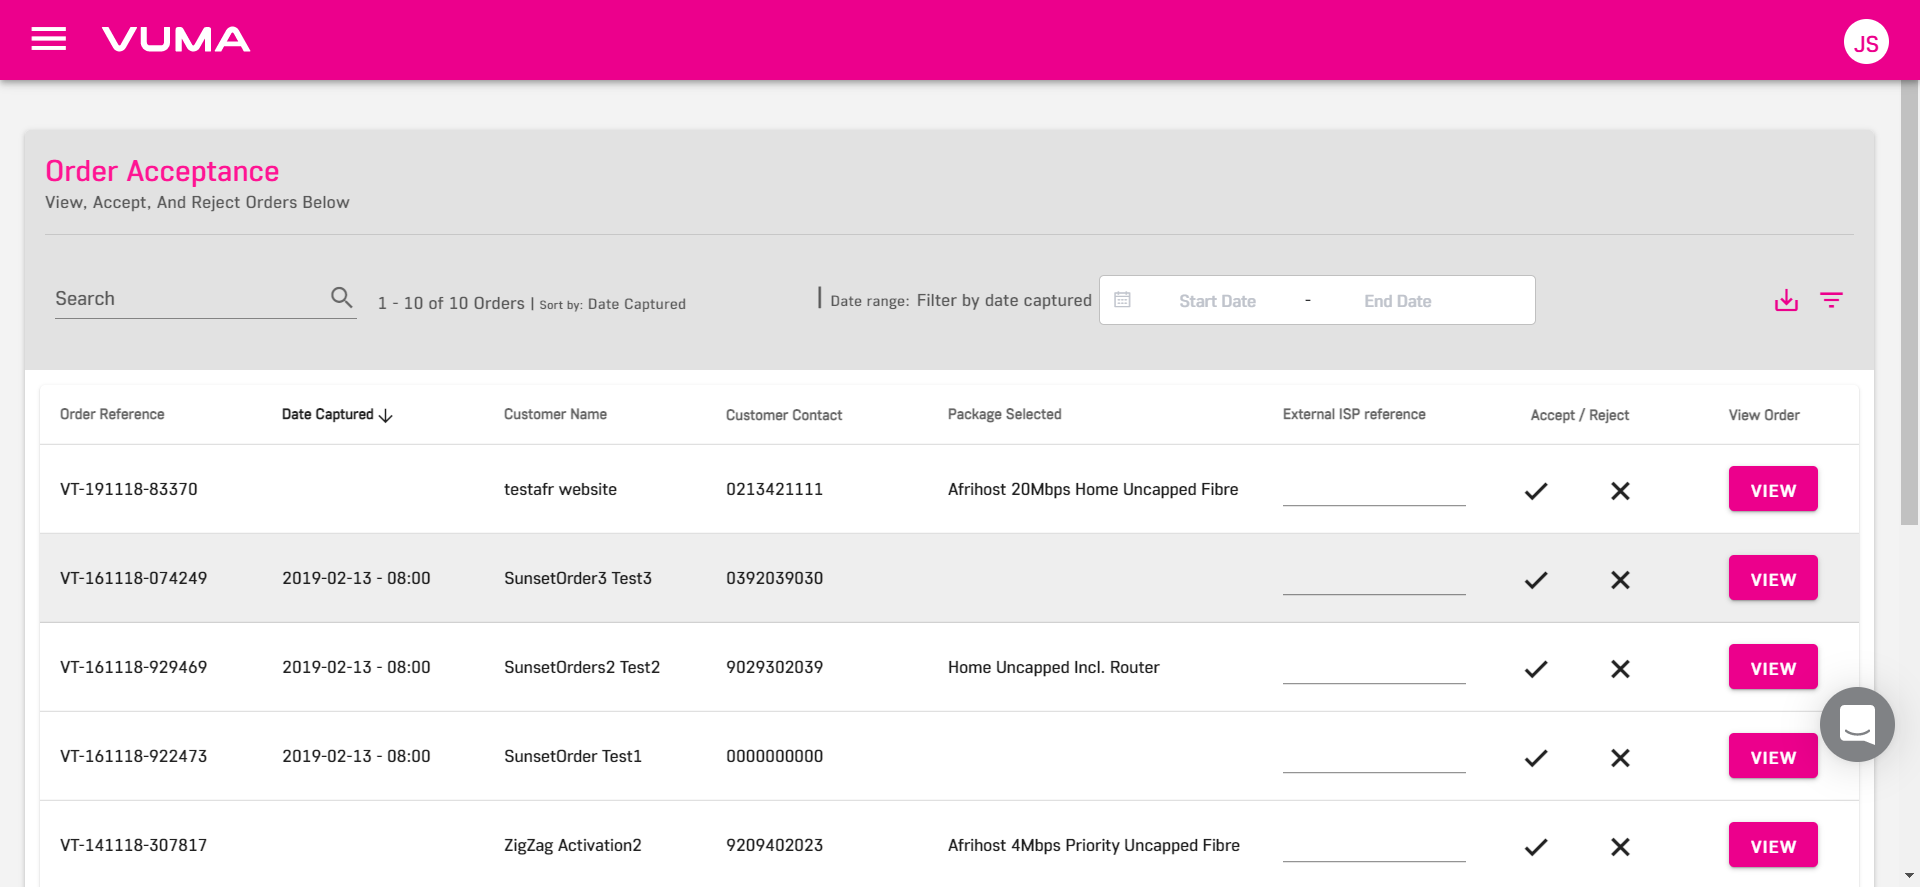 VUMA
JS
Order Acceptance
View, Accept, And Reject Orders Below
Search
1 - 10 of 10 Orders | Sort by: Date Captured
Date range: Filter by date captured
Start Date - End Date
Order Reference Date Captured Customer Name Customer Contact Package Selected External ISP reference Accept / Reject View Order
VT-191118-83370 testafr website 0213421111 Afrihost 20Mbps Home Uncapped Fibre VIEW
VT-161118-074249 2019-02-13 - 08:00 SunsetOrder3 Test3 0392039030 VIEW
VT-161118-929469 2019-02-13 - 08:00 SunsetOrders2 Test2 9029302039 Home Uncapped Incl. Router VIEW
VT-161118-922473 2019-02-13 - 08:00 SunsetOrder Test1 0000000000 VIEW
VT-141118-307817 ZigZag Activation2 9209402023 Afrihost 4Mbps Priority Uncapped Fibre VIEW